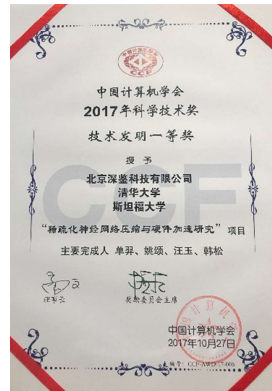 CCF
中国计算机学会
2017年科学技术奖
技术发明一等奖
授 予
北京深鉴科技有限公司
清华大学
斯坦福大学
“稀疏化神经网络压缩与硬件加速研究”项目
主要完成人 单羿、姚颂、汪玉、韩松
CCF
奖励委员会主席
中国计算机学会
2017年10月27日